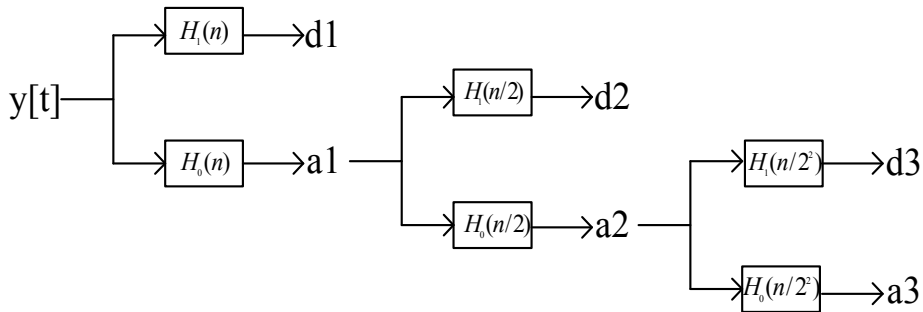 H₁(n)
d1
y[t]
H₀(n)
a1
H₁(n/2)
d2
H₀(n/2)
a2
H₁(n/2²)
d3
H₀(n/2²)
a3